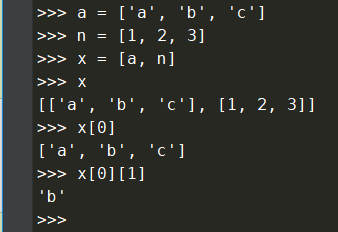 >>> a = ['a', 'b', 'c']
>>> n = [1, 2, 3]
>>> x = [a, n]
>>> x
[['a', 'b', 'c'], [1, 2, 3]]
>>> x[0]
['a', 'b', 'c']
>>> x[0][1]
'b'
>>>